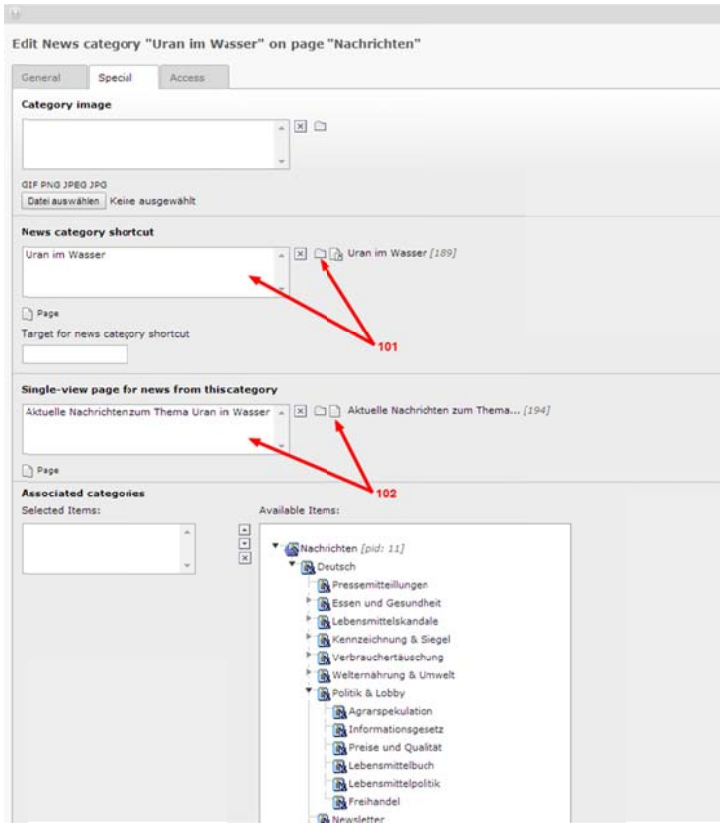 Edit News category "Uran im Wasser" on page "Nachrichten"
General Special Access
Category image
GIF PNG JPEG JPG
Datei auswählen Keine ausgewählt
News category shortcut
Uran im Wasser Uran im Wasser [189]
Page
Target for news category shortcut
101
Single-view page for news from this category
Aktuelle Nachrichten zum Thema Uran in Wasser Aktuelle Nachrichten zum Thema... [194]
Page
102
Associated categories
Selected Items: Available Items:
Nachrichten [pid: 11]
Deutsch
Pressemitteilungen
Essen und Gesundheit
Lebensmittelskandale
Kennzeichnung & Siegel
Verbrauchertäuschung
Welternährung & Umwelt
Politik & Lobby
Agrarspekulation
Informationsgesetz
Preise und Qualität
Lebensmittelbuch
Lebensmittelpolitik
Freihandel
Newsletter